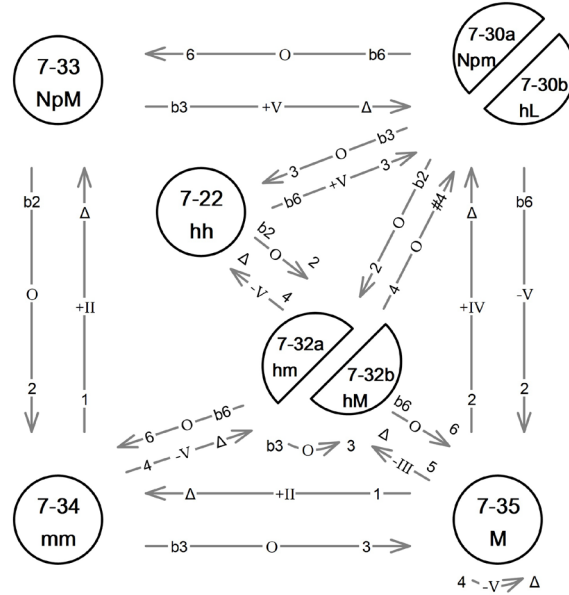 7-33
NpM
6 O b6
7-30a
Npm
7-30b
hL
b3 +V Δ
3 O b3
b6 +V 3
7-22
hh
b2 O 2
Δ -V 4
b2
O
2
#4
O
4
b2
O
2
Δ
+II
1
Δ
+IV
2
b6
-V
2
7-32a
hm
7-32b
hM
6 O b6
4 -V Δ
b3 O 3
b6 O 6
Δ -III 5
7-34
mm
Δ +II 1
b3 O 3
7-35
M
4 -V Δ